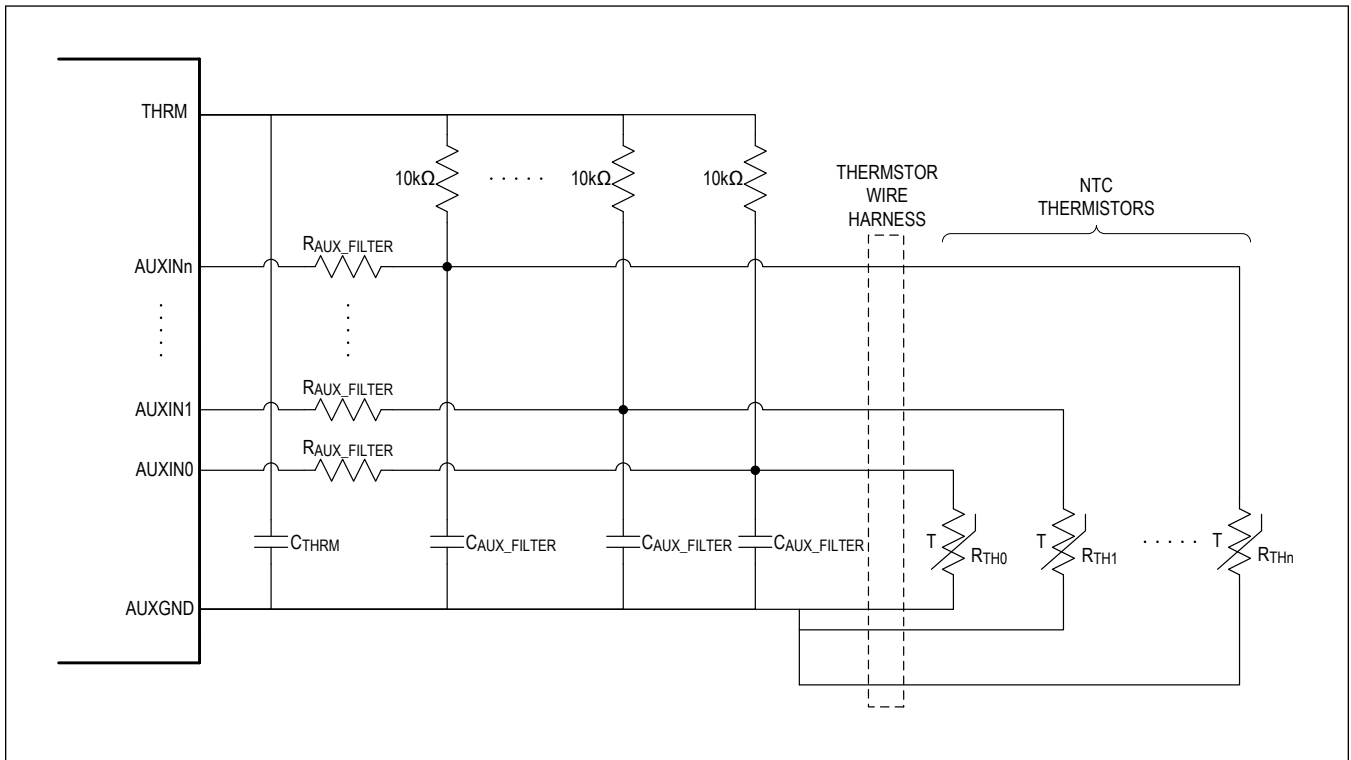 THRM
10kΩ
10kΩ
10kΩ
THERMSTOR
WIRE
HARNESS
NTC
THERMISTORS
RAUX_FILTER
AUXINn
RAUX_FILTER
AUXIN1
RAUX_FILTER
AUXIN0
CTHRM
CAUX_FILTER
CAUX_FILTER
CAUX_FILTER
T
RTH0
T
RTH1
T
RTHn
AUXGND